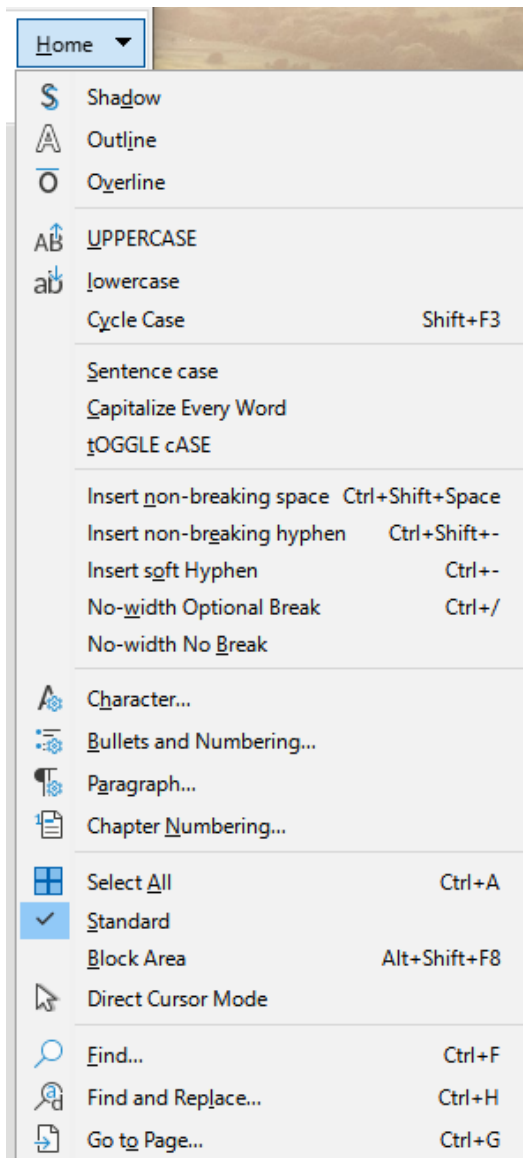 Home
Shadow
Outline
Overline
UPPERCASE
lowercase
Cycle Case Shift+F3
Sentence case
Capitalize Every Word
tOGGLE cASE
Insert non-breaking space Ctrl+Shift+Space
Insert non-breaking hyphen Ctrl+Shift+-
Insert soft Hyphen Ctrl+-
No-width Optional Break Ctrl+/
No-width No Break
Character...
Bullets and Numbering...
Paragraph...
Chapter Numbering...
Select All Ctrl+A
Standard
Block Area Alt+Shift+F8
Direct Cursor Mode
Find... Ctrl+F
Find and Replace... Ctrl+H
Go to Page... Ctrl+G